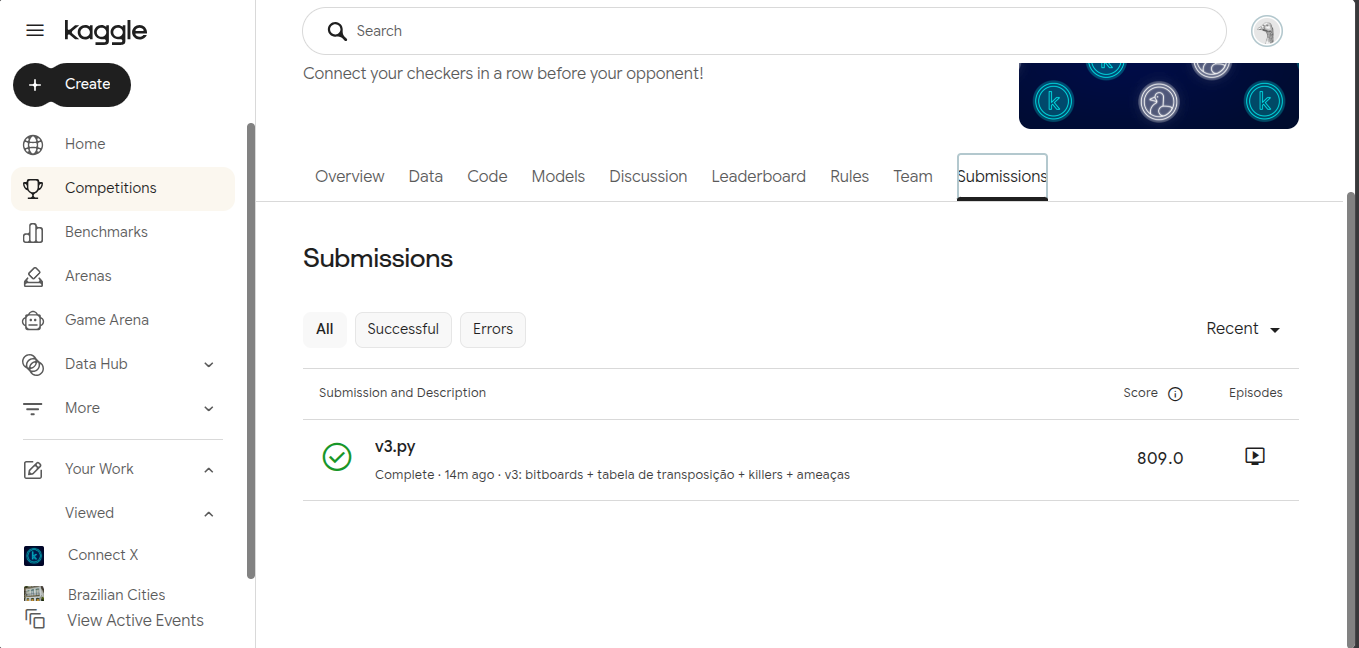 kaggle
Search
Create
Connect your checkers in a row before your opponent!
Home
Competitions
Benchmarks
Arenas
Game Arena
Data Hub
More
Your Work
Viewed
Connect X
Brazilian Cities
View Active Events
Overview Data Code Models Discussion Leaderboard Rules Team Submissions
Submissions
All Successful Errors Recent
Submission and Description Score Episodes
v3.py
Complete · 14m ago · v3: bitboards + tabela de transposição + killers + ameaças
809.0